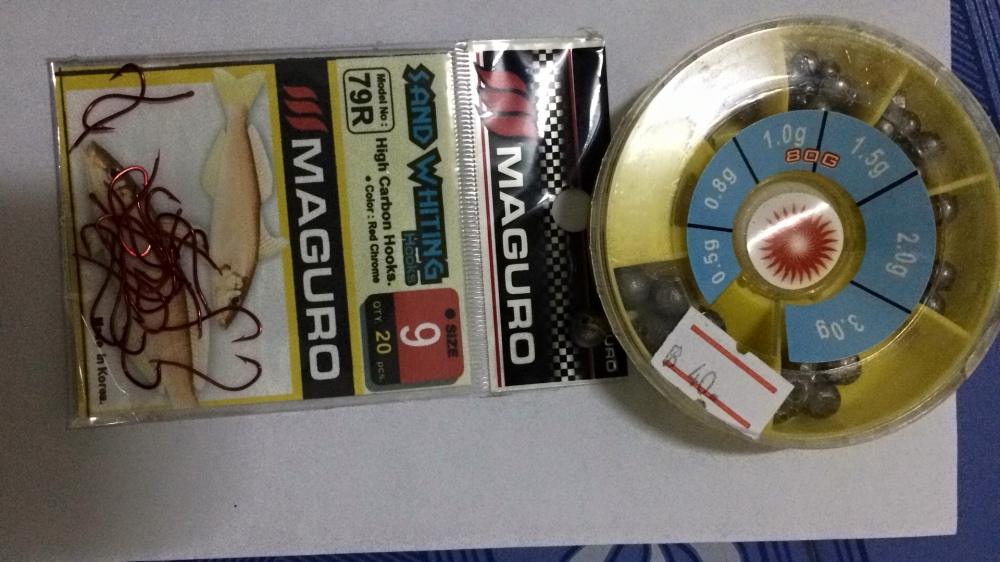 SAND WHITING
HOOKS
Model No :
79R
High Carbon Hooks.
• Color : Red Chrome
SIZE
9
QTY. 20 pcs.
MAGURO
Made in Korea.
MAGURO
URO
0.5g
0.8g
1.0g
80G
1.5g
2.0g
3.0g
฿ 40.